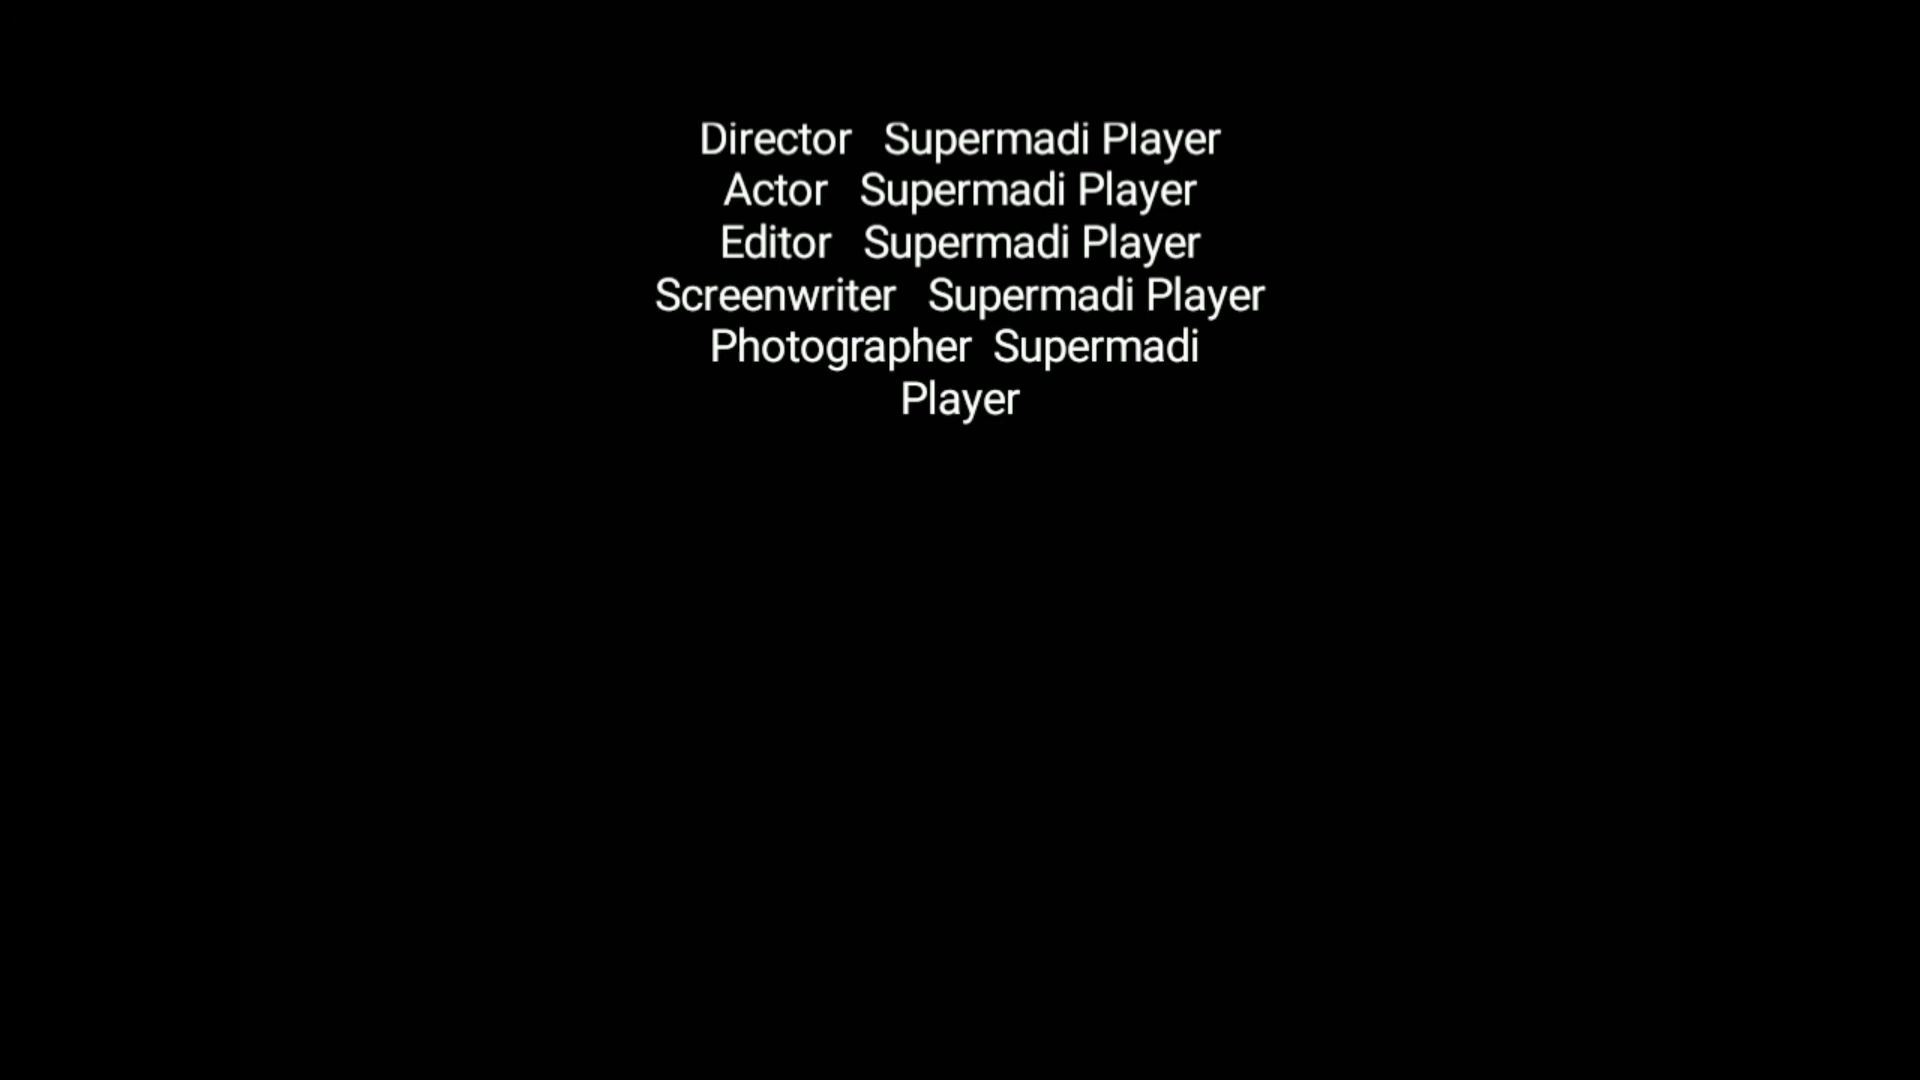 Director   Supermadi Player
Actor   Supermadi Player
Editor   Supermadi Player
Screenwriter   Supermadi Player
Photographer  Supermadi
Player